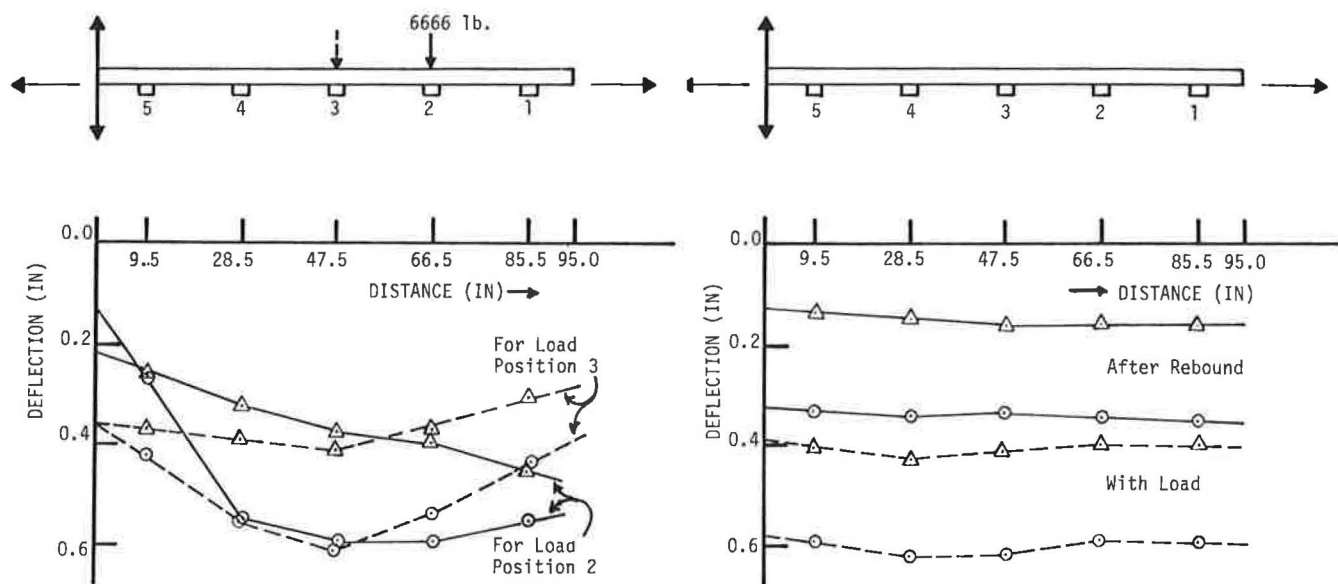 6666 lb.
5 4 3 2 1
0.0
9.5 28.5 47.5 66.5 85.5 95.0
DISTANCE (IN)
DEFLECTION (IN)
0.2
0.4
0.6
For Load
Position 3
For Load
Position 2
5 4 3 2 1
0.0
9.5 28.5 47.5 66.5 85.5 95.0
DISTANCE (IN)
DEFLECTION (IN)
0.2
0.4
0.6
After Rebound
With Load